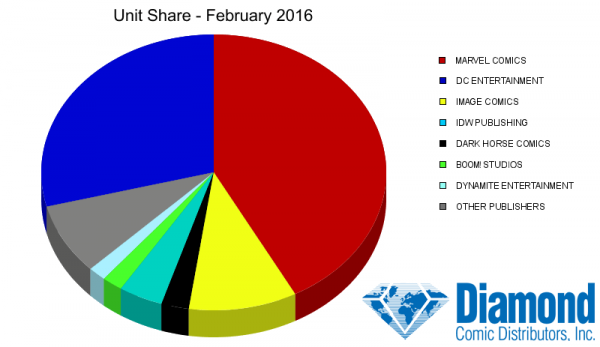 Unit Share - February 2016
MARVEL COMICS
DC ENTERTAINMENT
IMAGE COMICS
IDW PUBLISHING
DARK HORSE COMICS
BOOM! STUDIOS
DYNAMITE ENTERTAINMENT
OTHER PUBLISHERS
Diamond
Comic Distributors, Inc.